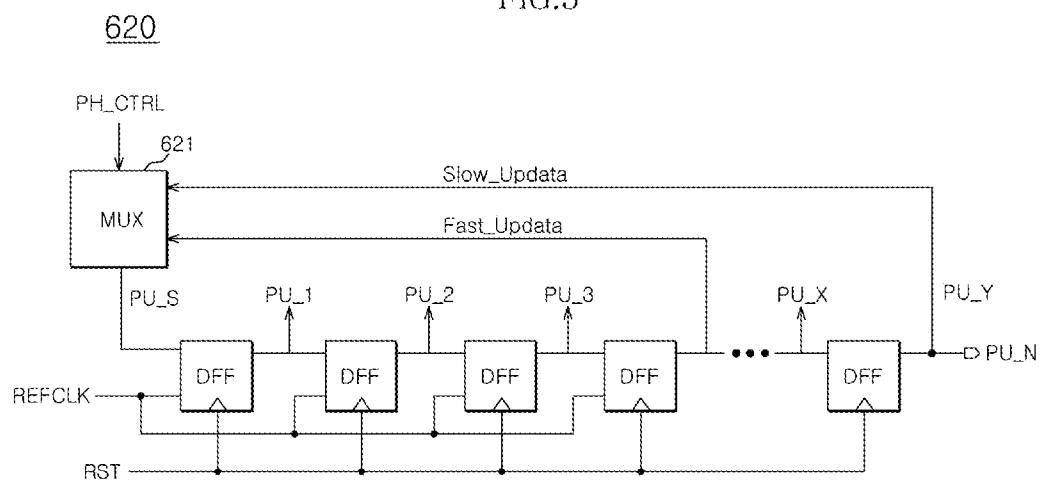 620
PH_CTRL
621
MUX
Slow_Updata
Fast_Updata
PU_S
PU_1
PU_2
PU_3
PU_X
PU_Y
DFF
DFF
DFF
DFF
DFF
PU_N
REFCLK
RST